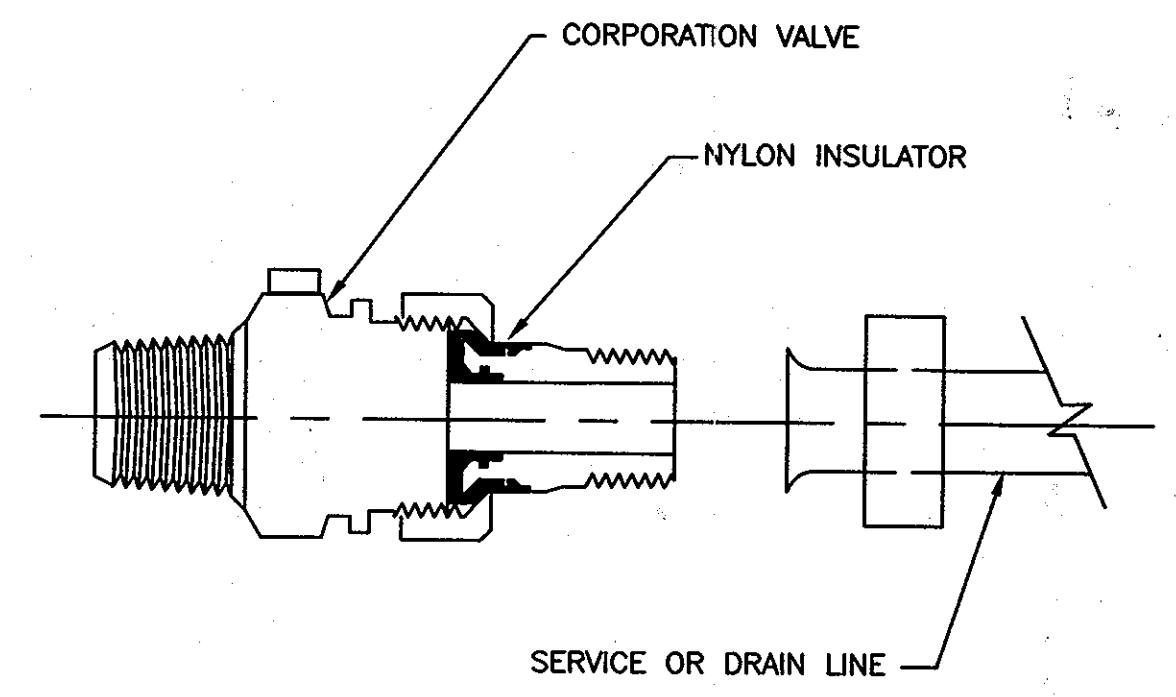 CORPORATION VALVE
NYLON INSULATOR
SERVICE OR DRAIN LINE